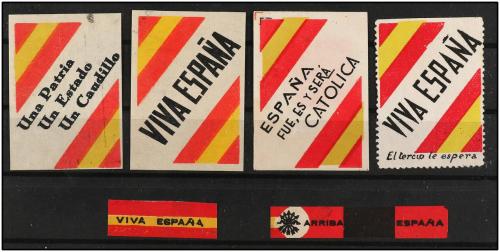 Una Patria
Un Estado
Un Caudillo
VIVA ESPAÑA
ESPAÑA
FUE, ES Y SERÁ
CATOLICA
VIVA ESPAÑA
El tercio te espera
VIVA ESPAÑA
ARRIBA ESPAÑA